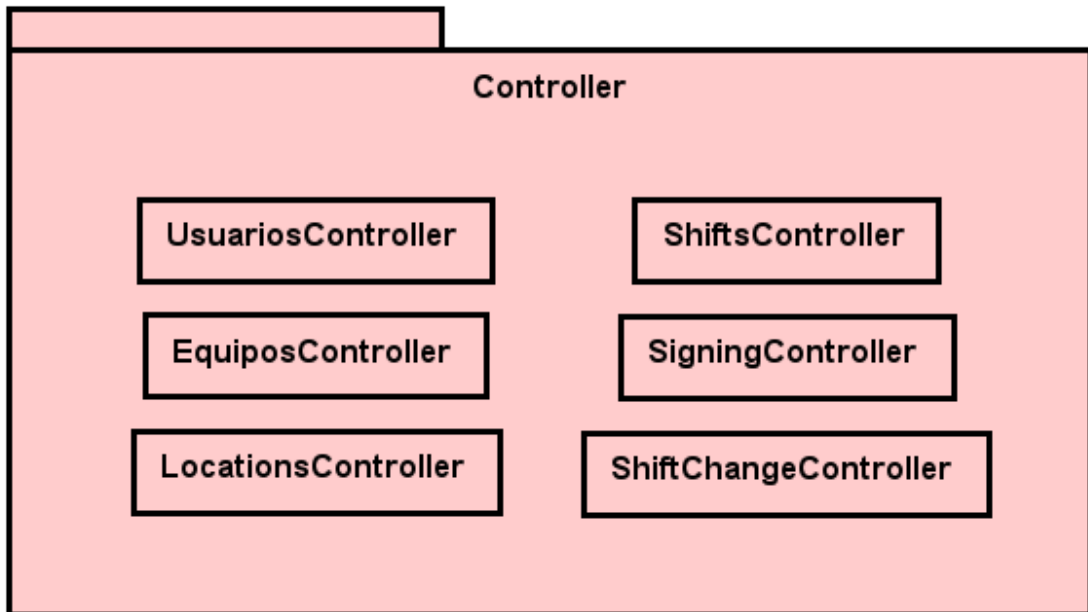 Controller
UsuariosController
ShiftsController
EquiposController
SigningController
LocationsController
ShiftChangeController